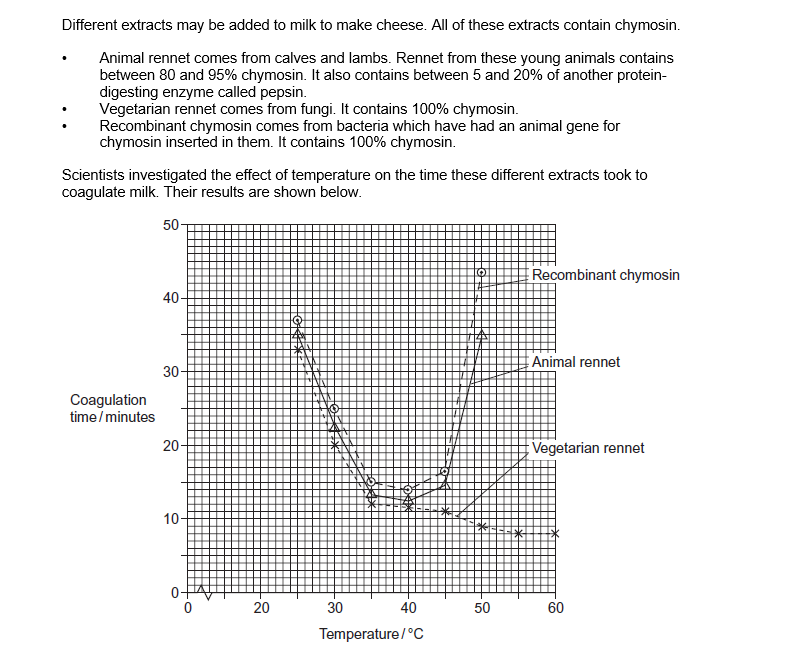 Different extracts may be added to milk to make cheese. All of these extracts contain chymosin.
• Animal rennet comes from calves and lambs. Rennet from these young animals contains
between 80 and 95% chymosin. It also contains between 5 and 20% of another protein-
digesting enzyme called pepsin.
• Vegetarian rennet comes from fungi. It contains 100% chymosin.
• Recombinant chymosin comes from bacteria which have had an animal gene for
chymosin inserted in them. It contains 100% chymosin.
Scientists investigated the effect of temperature on the time these different extracts took to
coagulate milk. Their results are shown below.
50
Recombinant chymosin
40
Animal rennet
30
Coagulation
time / minutes
Vegetarian rennet
20
10
0
0 20 30 40 50 60
Temperature / °C